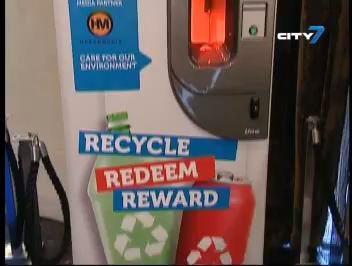 MEDIA PARTNER
HM
CITY7
CARE FOR OUR
ENVIRONMENT
RECYCLE
REDEEM
REWARD